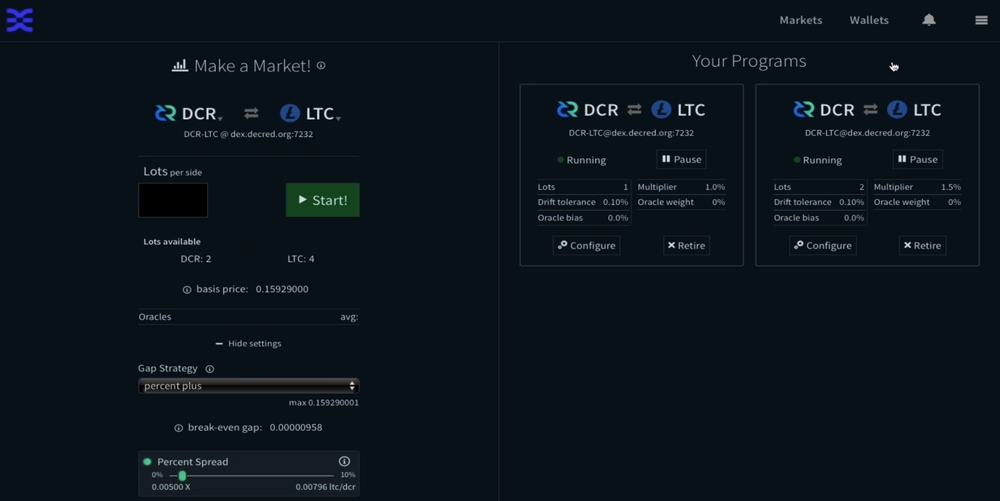 Markets Wallets
Make a Market!
DCR LTC
DCR-LTC @ dex.decred.org:7232
Lots per side
Start!
Lots available
DCR: 2 LTC: 4
basis price: 0.15929000
Oracles avg:
Hide settings
Gap Strategy
percent plus
max 0.159290001
break-even gap: 0.00000958
Percent Spread
0% 10%
0.00500 X 0.00796 ltc/dcr
Your Programs
DCR LTC
DCR-LTC@dex.decred.org:7232
Running Pause
Lots 1 Multiplier 1.0%
Drift tolerance 0.10% Oracle weight 0%
Oracle bias 0.0%
Configure Retire
DCR LTC
DCR-LTC@dex.decred.org:7232
Running Pause
Lots 2 Multiplier 1.5%
Drift tolerance 0.10% Oracle weight 0%
Oracle bias 0.0%
Configure Retire